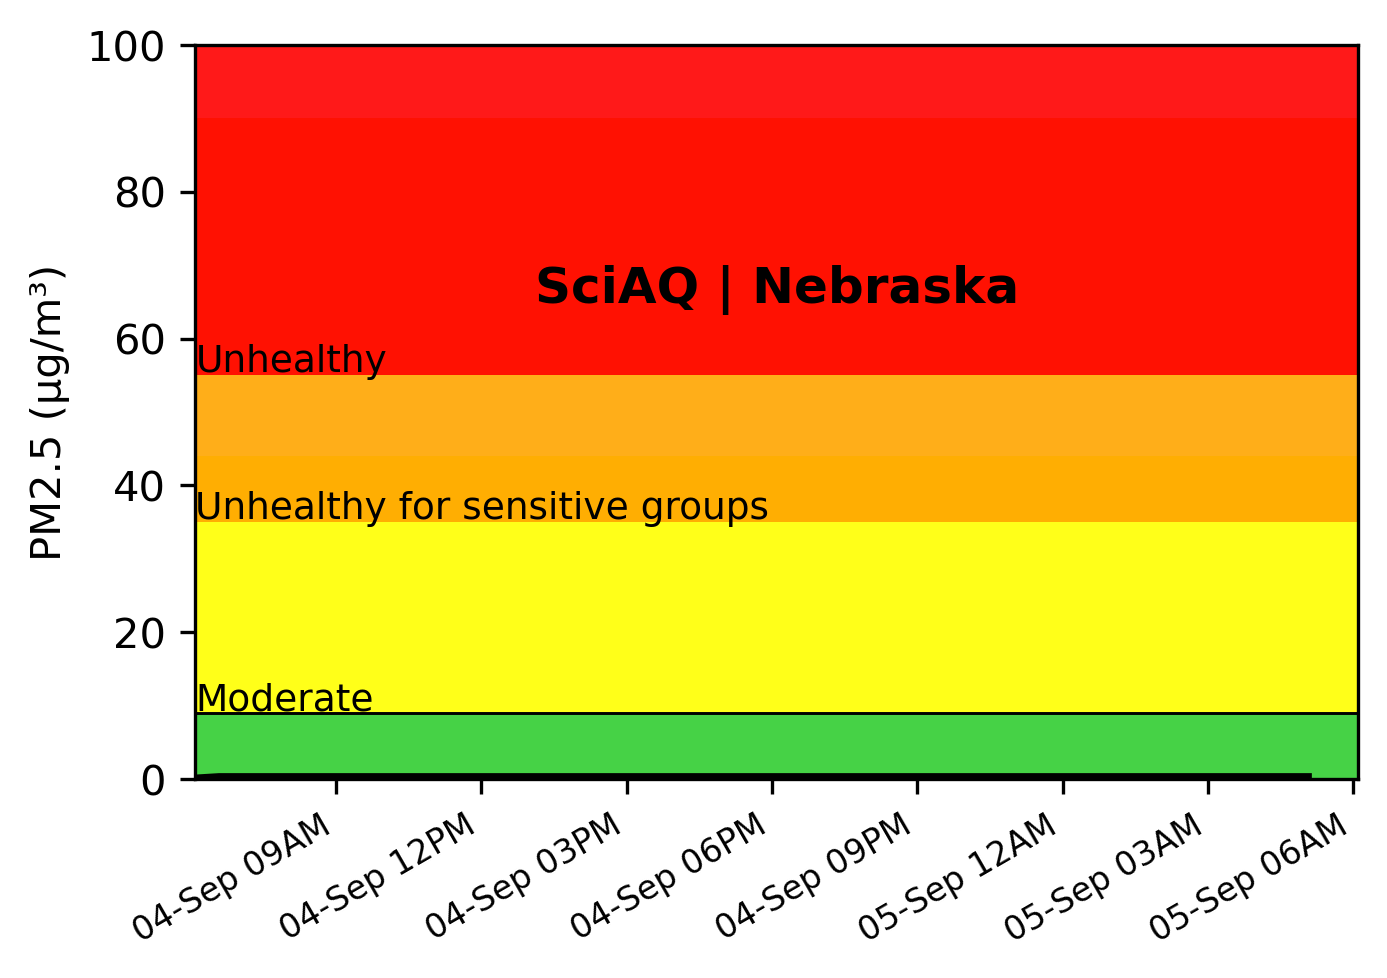 100
80
60
40
20
0
PM2.5 (µg/m³)
SciAQ | Nebraska
Unhealthy
Unhealthy for sensitive groups
Moderate
04-Sep 09AM
04-Sep 12PM
04-Sep 03PM
04-Sep 06PM
04-Sep 09PM
05-Sep 12AM
05-Sep 03AM
05-Sep 06AM